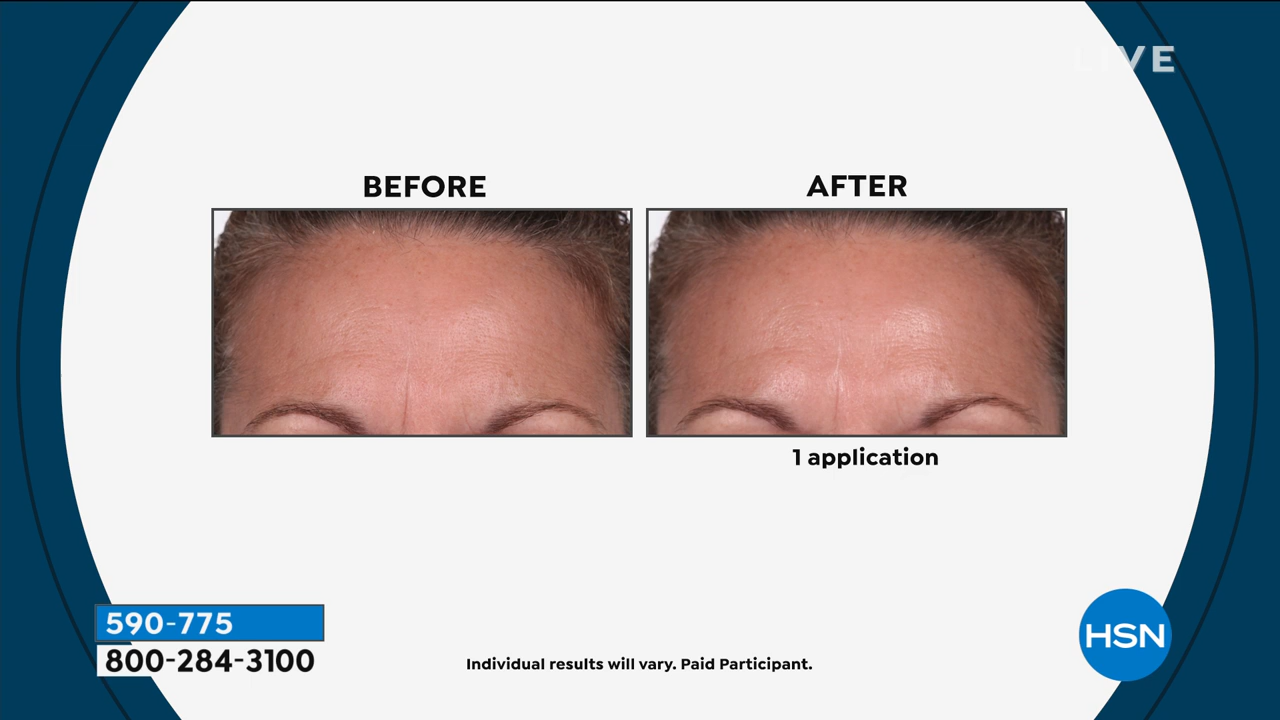 LIVE
BEFORE
AFTER
1 application
590-775
800-284-3100
Individual results will vary. Paid Participant.
HSN